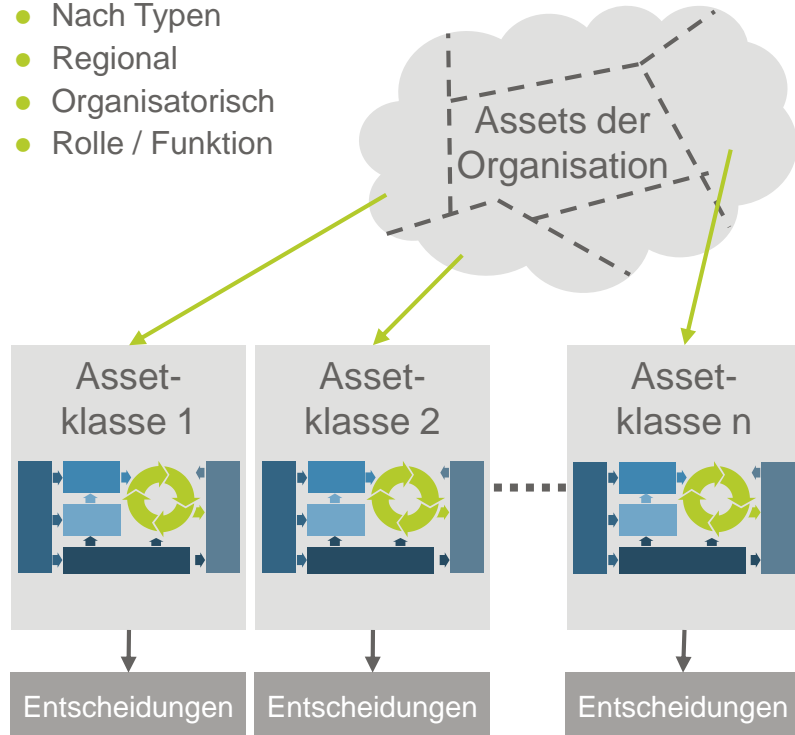 Nach Typen
Regional
Organisatorisch
Rolle / Funktion
Assets der
Organisation
Asset-
klasse 1
Asset-
klasse 2
Asset-
klasse n
Entscheidungen
Entscheidungen
Entscheidungen